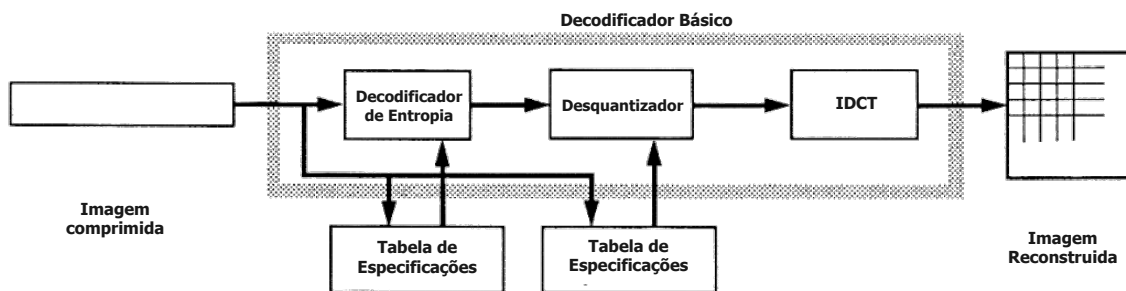 Decodificador Básico
Decodificador
de Entropia
Desquantizador
IDCT
Imagem
comprimida
Tabela de
Especificações
Tabela de
Especificações
Imagem
Reconstruida